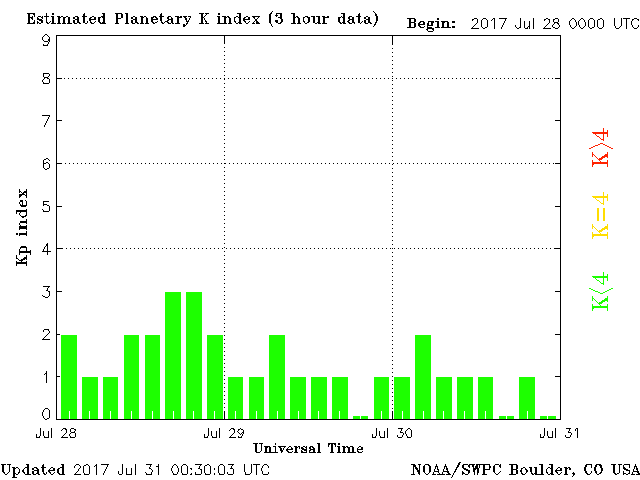 Estimated Planetary K index (3 hour data) Begin: 2017 Jul 28 0000 UTC
9
8
7
6
5
4
3
2
1
0
Kp index
K>4
K=4
K<4
Jul 28 Jul 29 Jul 30 Jul 31
Universal Time
Updated 2017 Jul 31 00:30:03 UTC NOAA/SWPC Boulder, CO USA